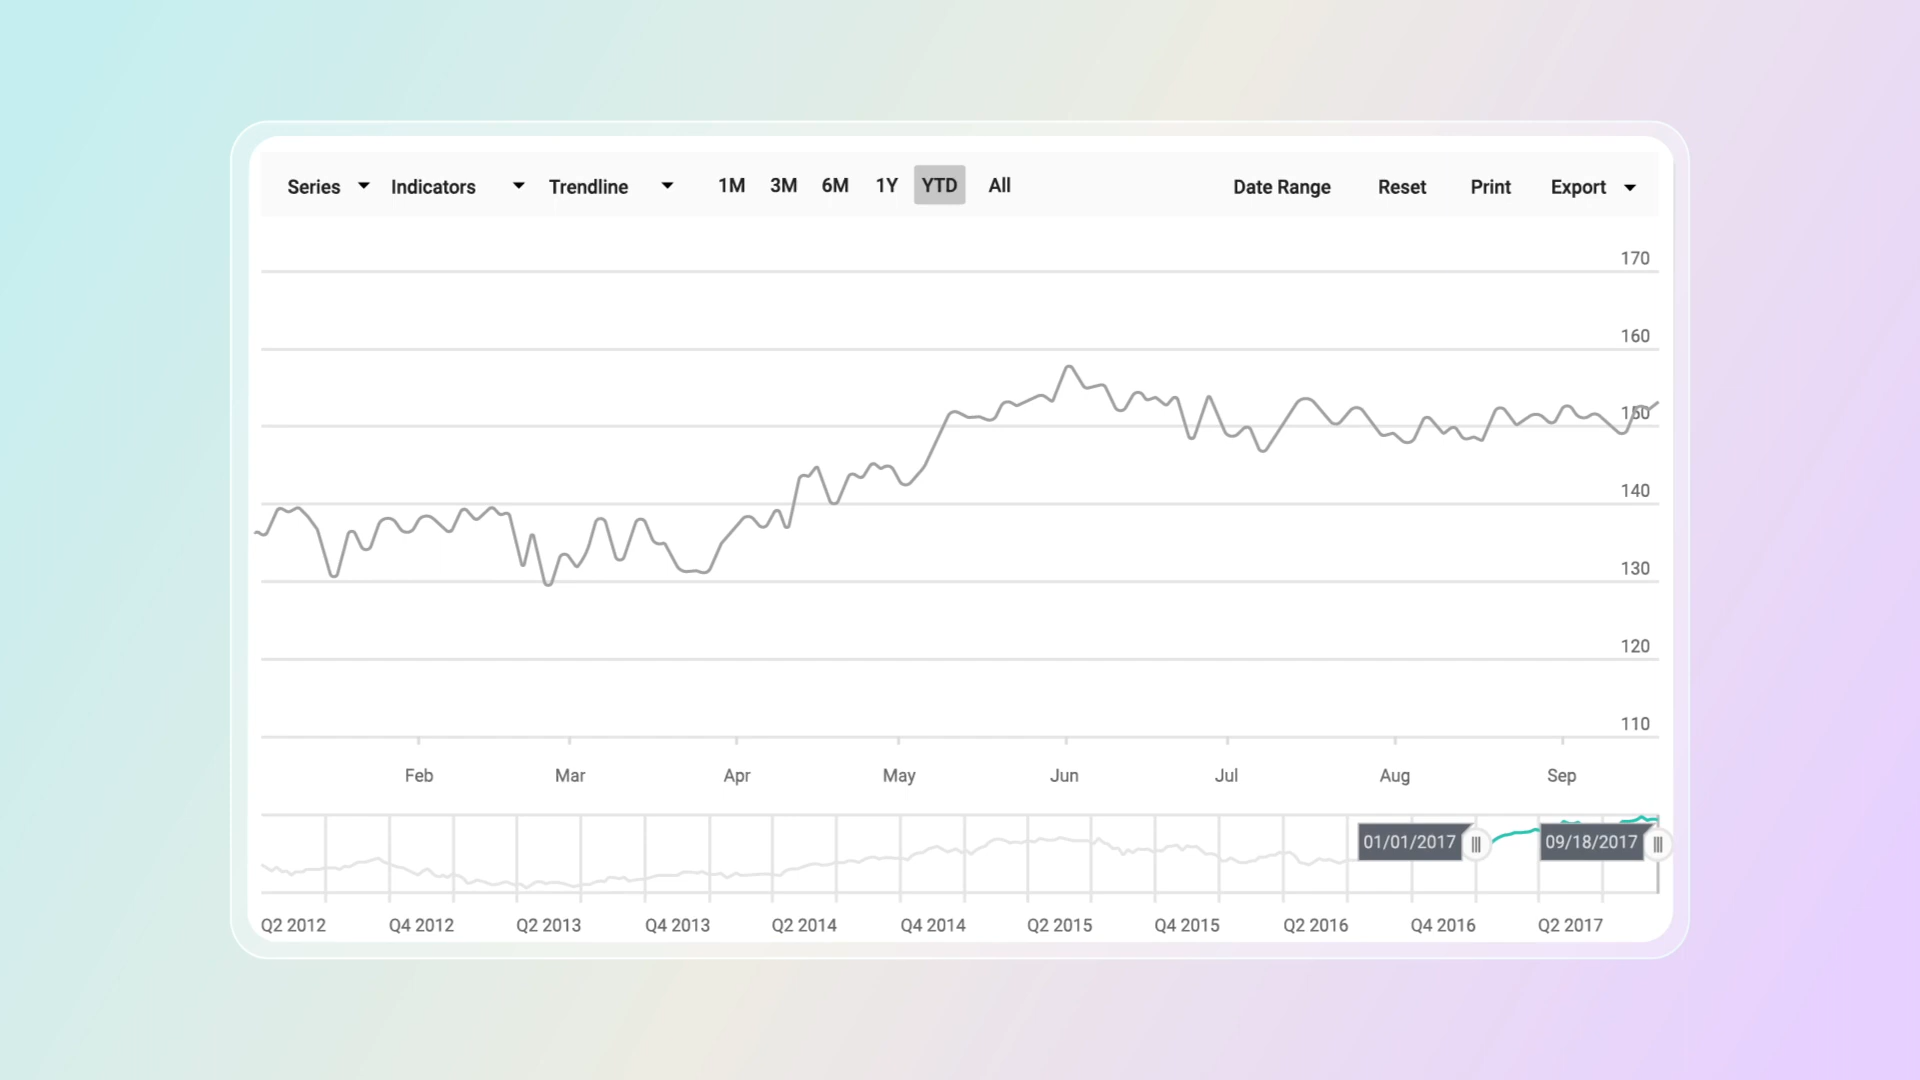 Series Indicators Trendline 1M 3M 6M 1Y YTD All Date Range Reset Print Export
170
160
150
140
130
120
110
Feb Mar Apr May Jun Jul Aug Sep
01/01/2017 09/18/2017
Q2 2012 Q4 2012 Q2 2013 Q4 2013 Q2 2014 Q4 2014 Q2 2015 Q4 2015 Q2 2016 Q4 2016 Q2 2017